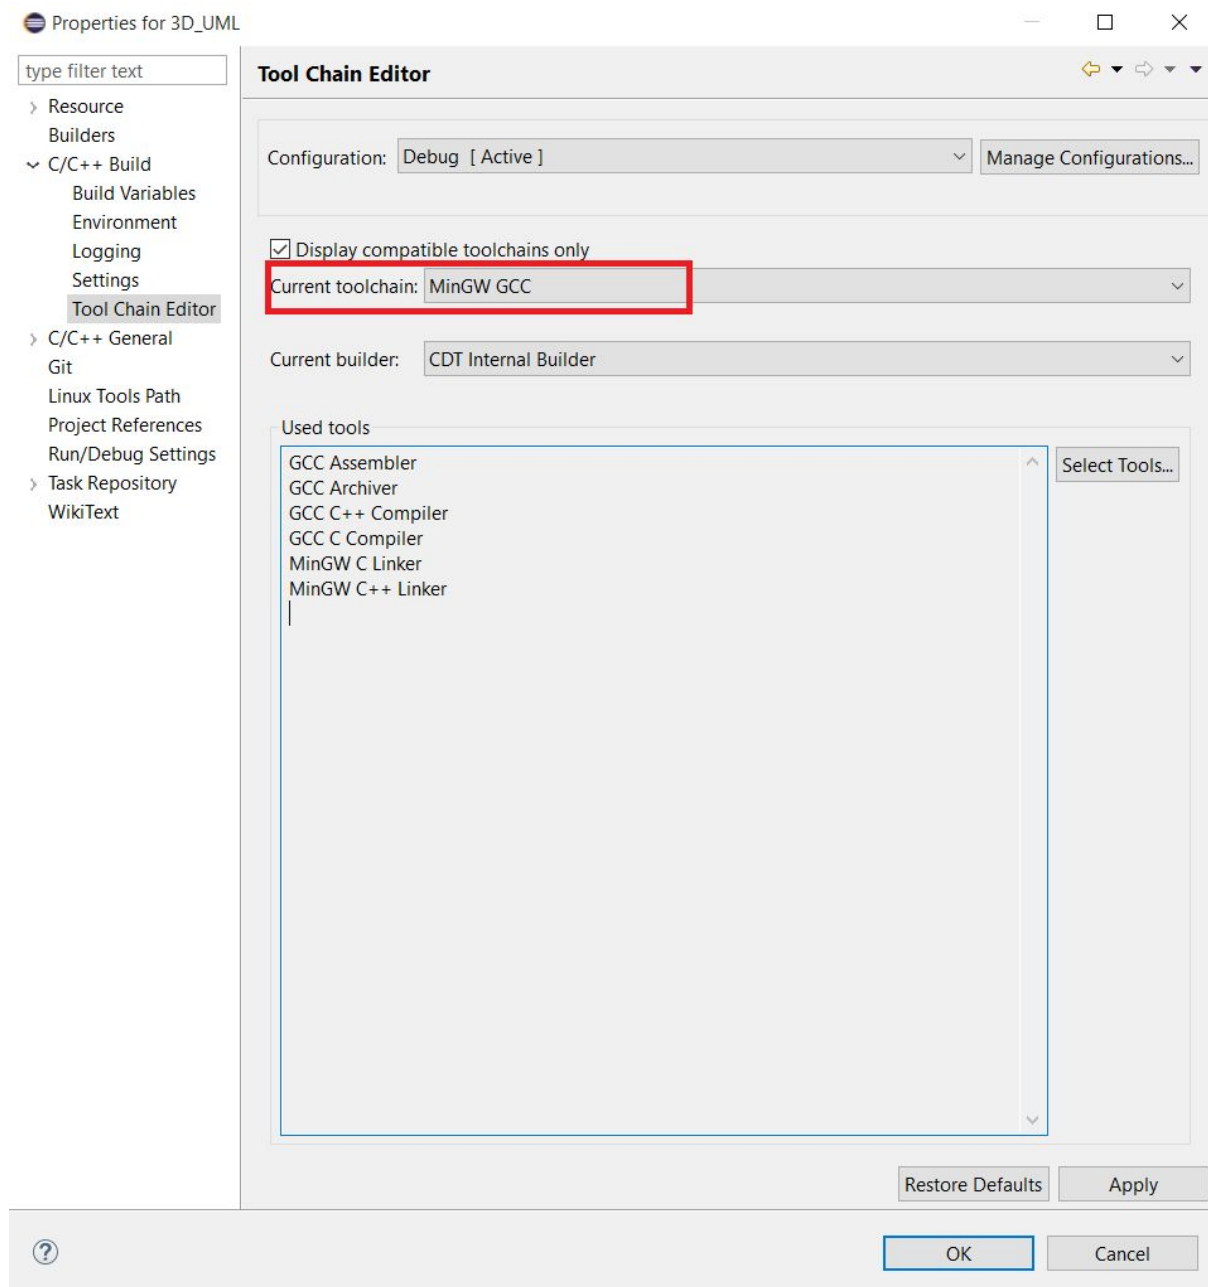 Properties for 3D_UML
type filter text
Resource
Builders
C/C++ Build
Build Variables
Environment
Logging
Settings
Tool Chain Editor
C/C++ General
Git
Linux Tools Path
Project References
Run/Debug Settings
Task Repository
WikiText
Tool Chain Editor
Configuration: Debug [ Active ] Manage Configurations...
Display compatible toolchains only
Current toolchain: MinGW GCC
Current builder: CDT Internal Builder
Used tools
GCC Assembler
GCC Archiver
GCC C++ Compiler
GCC C Compiler
MinGW C Linker
MinGW C++ Linker
Select Tools...
Restore Defaults Apply
? OK Cancel